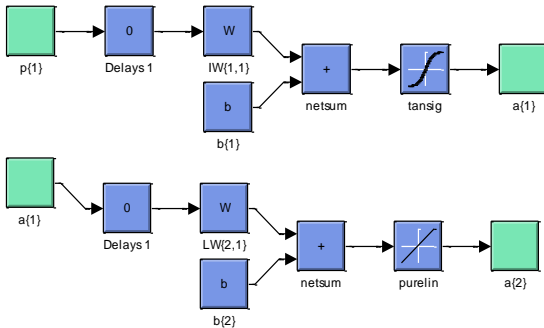 0 W
p{1} Delays 1 IW{1,1} + a{1}
b netsum tansig
b{1}
0 W
a{1} Delays 1 LW{2,1} + a{2}
b netsum purelin
b{2}